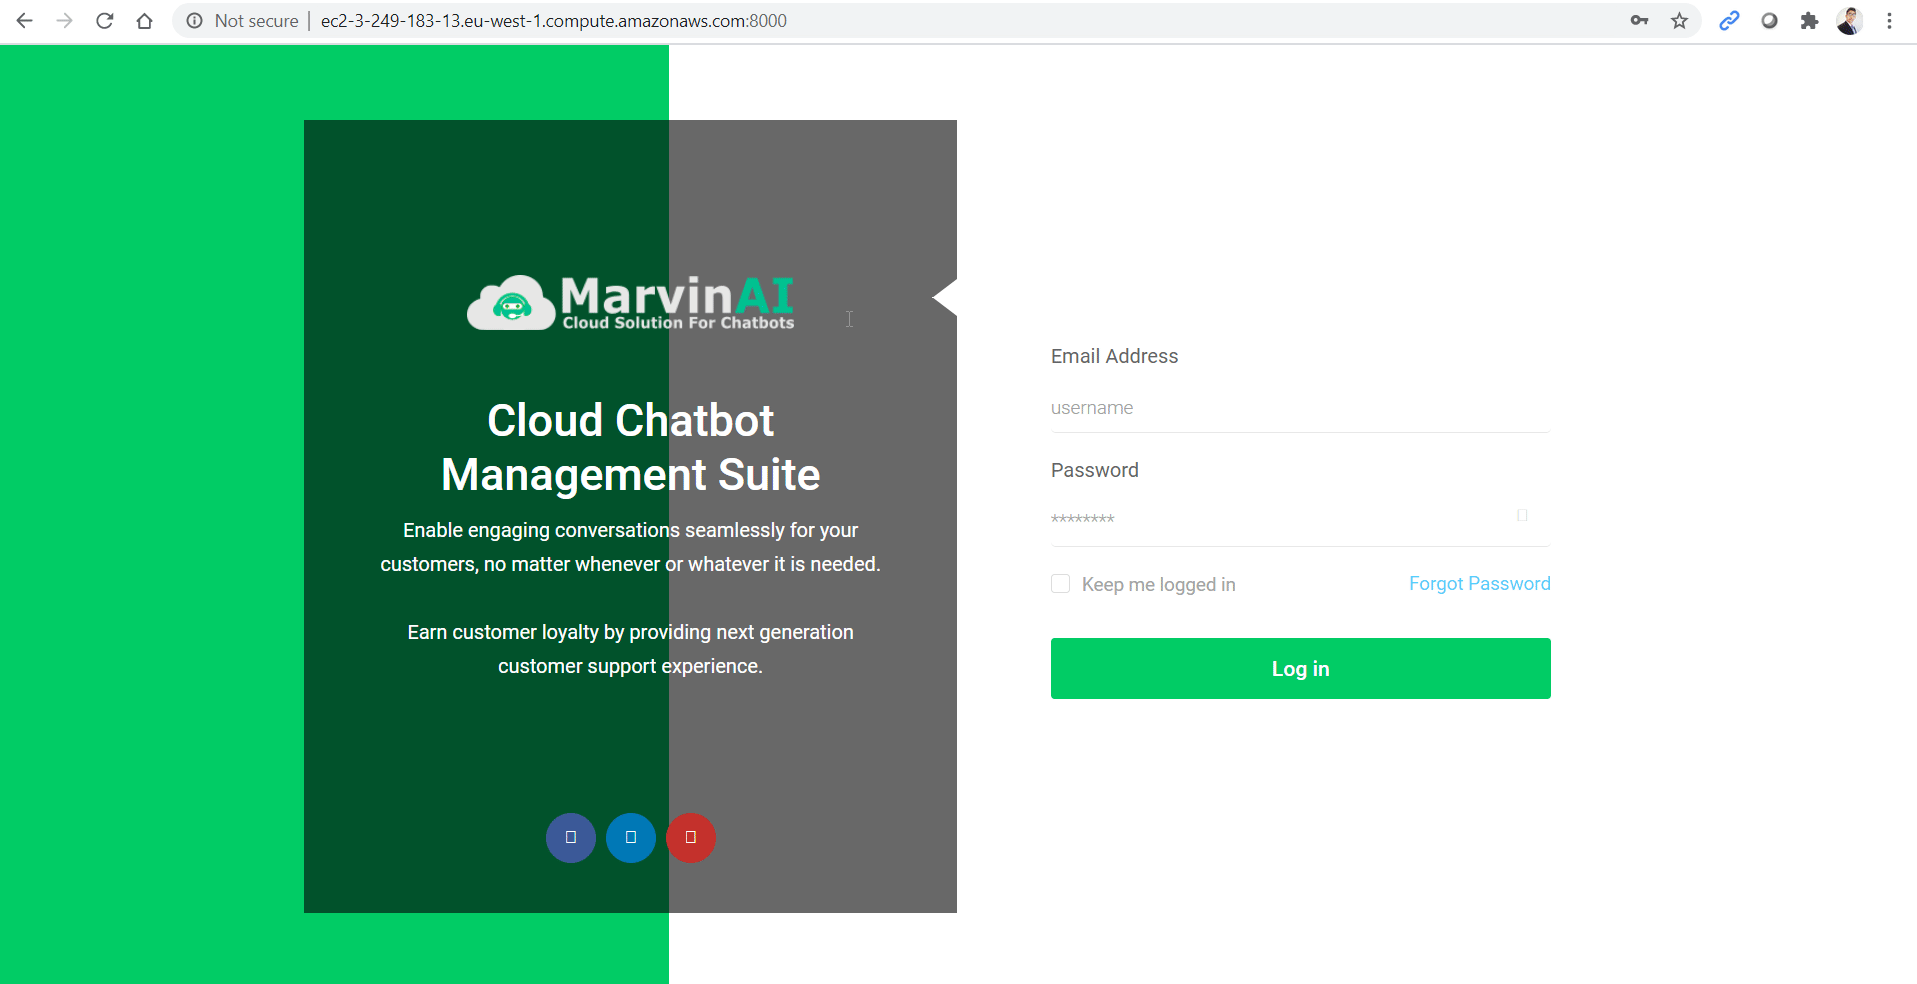 Not secure | ec2-3-249-183-13.eu-west-1.compute.amazonaws.com:8000
MarvinAI
Cloud Solution For Chatbots
Cloud Chatbot
Management Suite
Enable engaging conversations seamlessly for your
customers, no matter whenever or whatever it is needed.
Earn customer loyalty by providing next generation
customer support experience.
Email Address
username
Password
********
Keep me logged in
Forgot Password
Log in